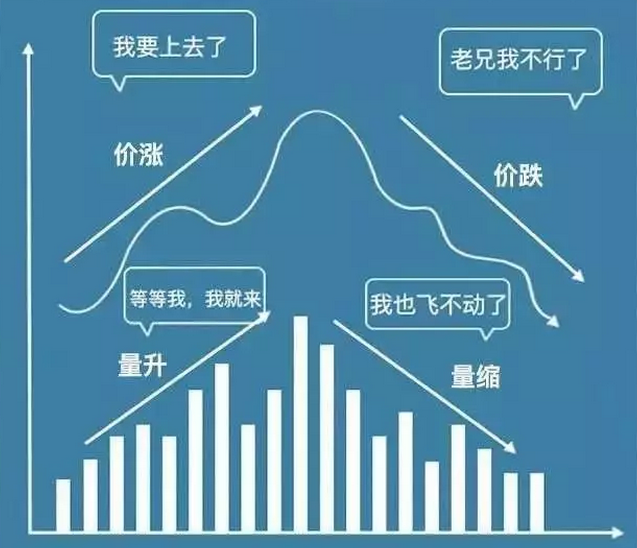 我要上去了
老兄我不行了
价涨
价跌
等等我，我就来
我也飞不动了
量升
量缩